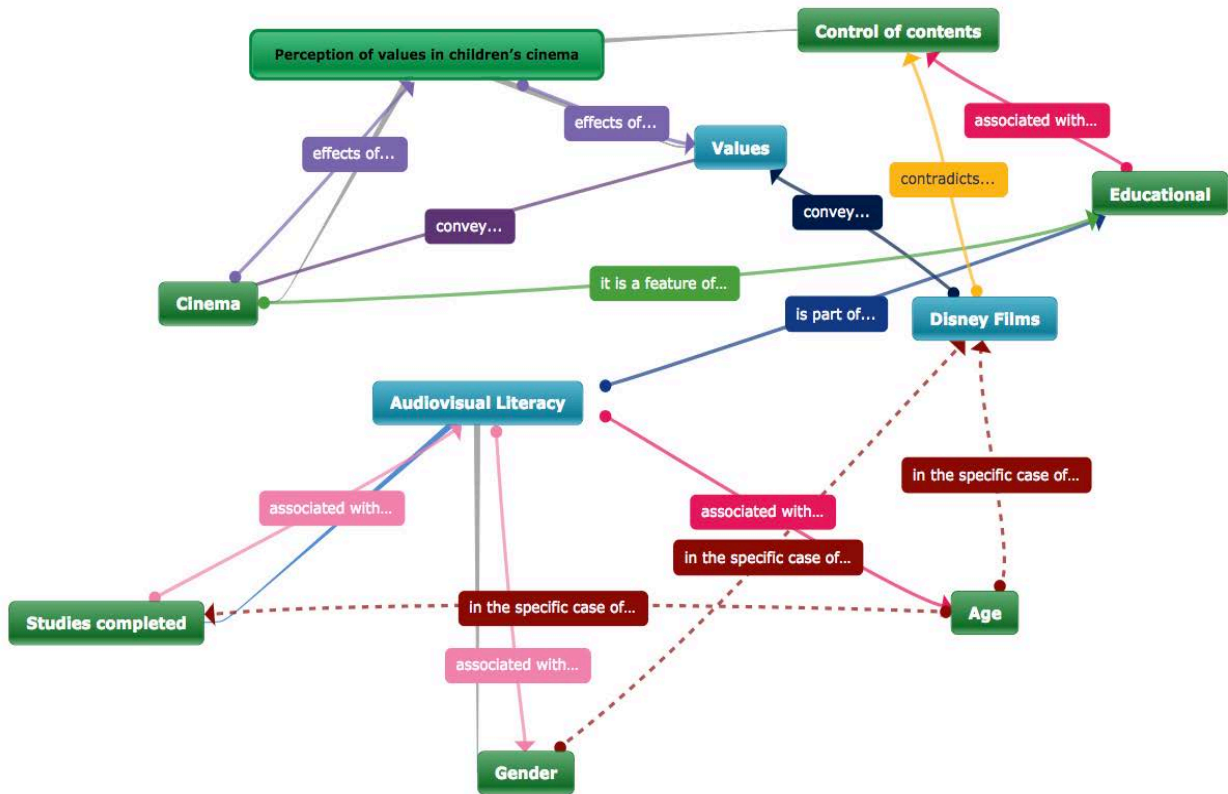 Control of contents
Perception of values in children's cinema
associated with...
effects of...
effects of...
Values
contradicts...
Educational
convey...
convey...
it is a feature of...
Cinema
is part of...
Disney Films
Audiovisual Literacy
in the specific case of...
associated with...
associated with...
in the specific case of...
in the specific case of...
Studies completed
Age
associated with...
Gender